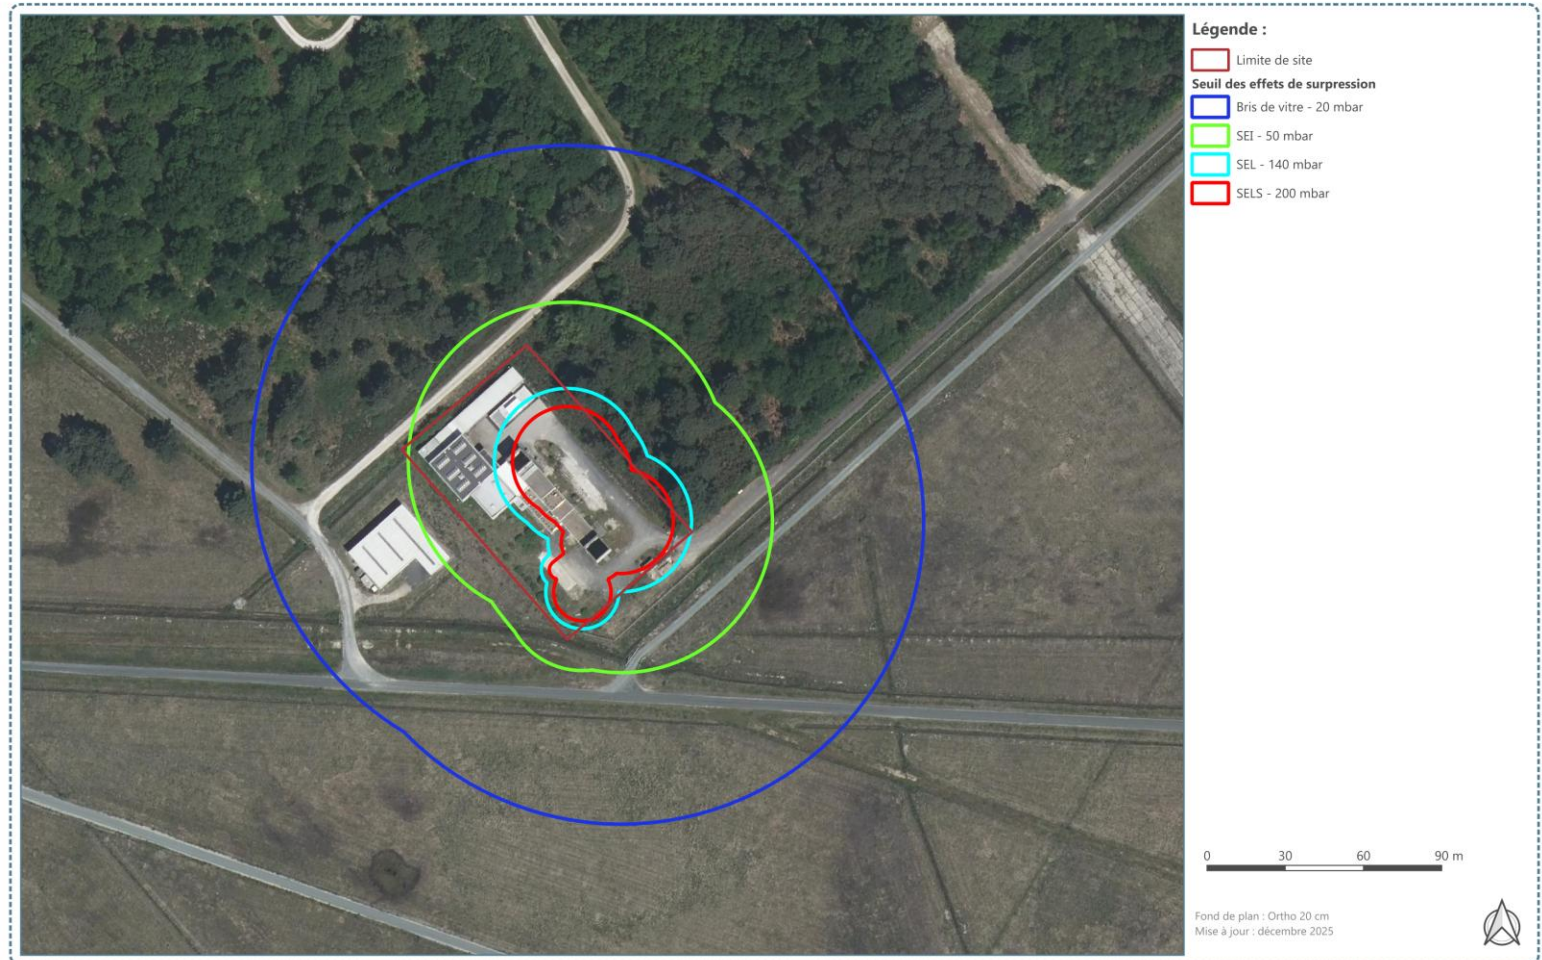 Légende :
Limite de site
Seuil des effets de surpression
Bris de vitre - 20 mbar
SEI - 50 mbar
SEL - 140 mbar
SELS - 200 mbar
0 30 60 90 m
Fond de plan : Ortho 20 cm
Mise à jour : décembre 2025